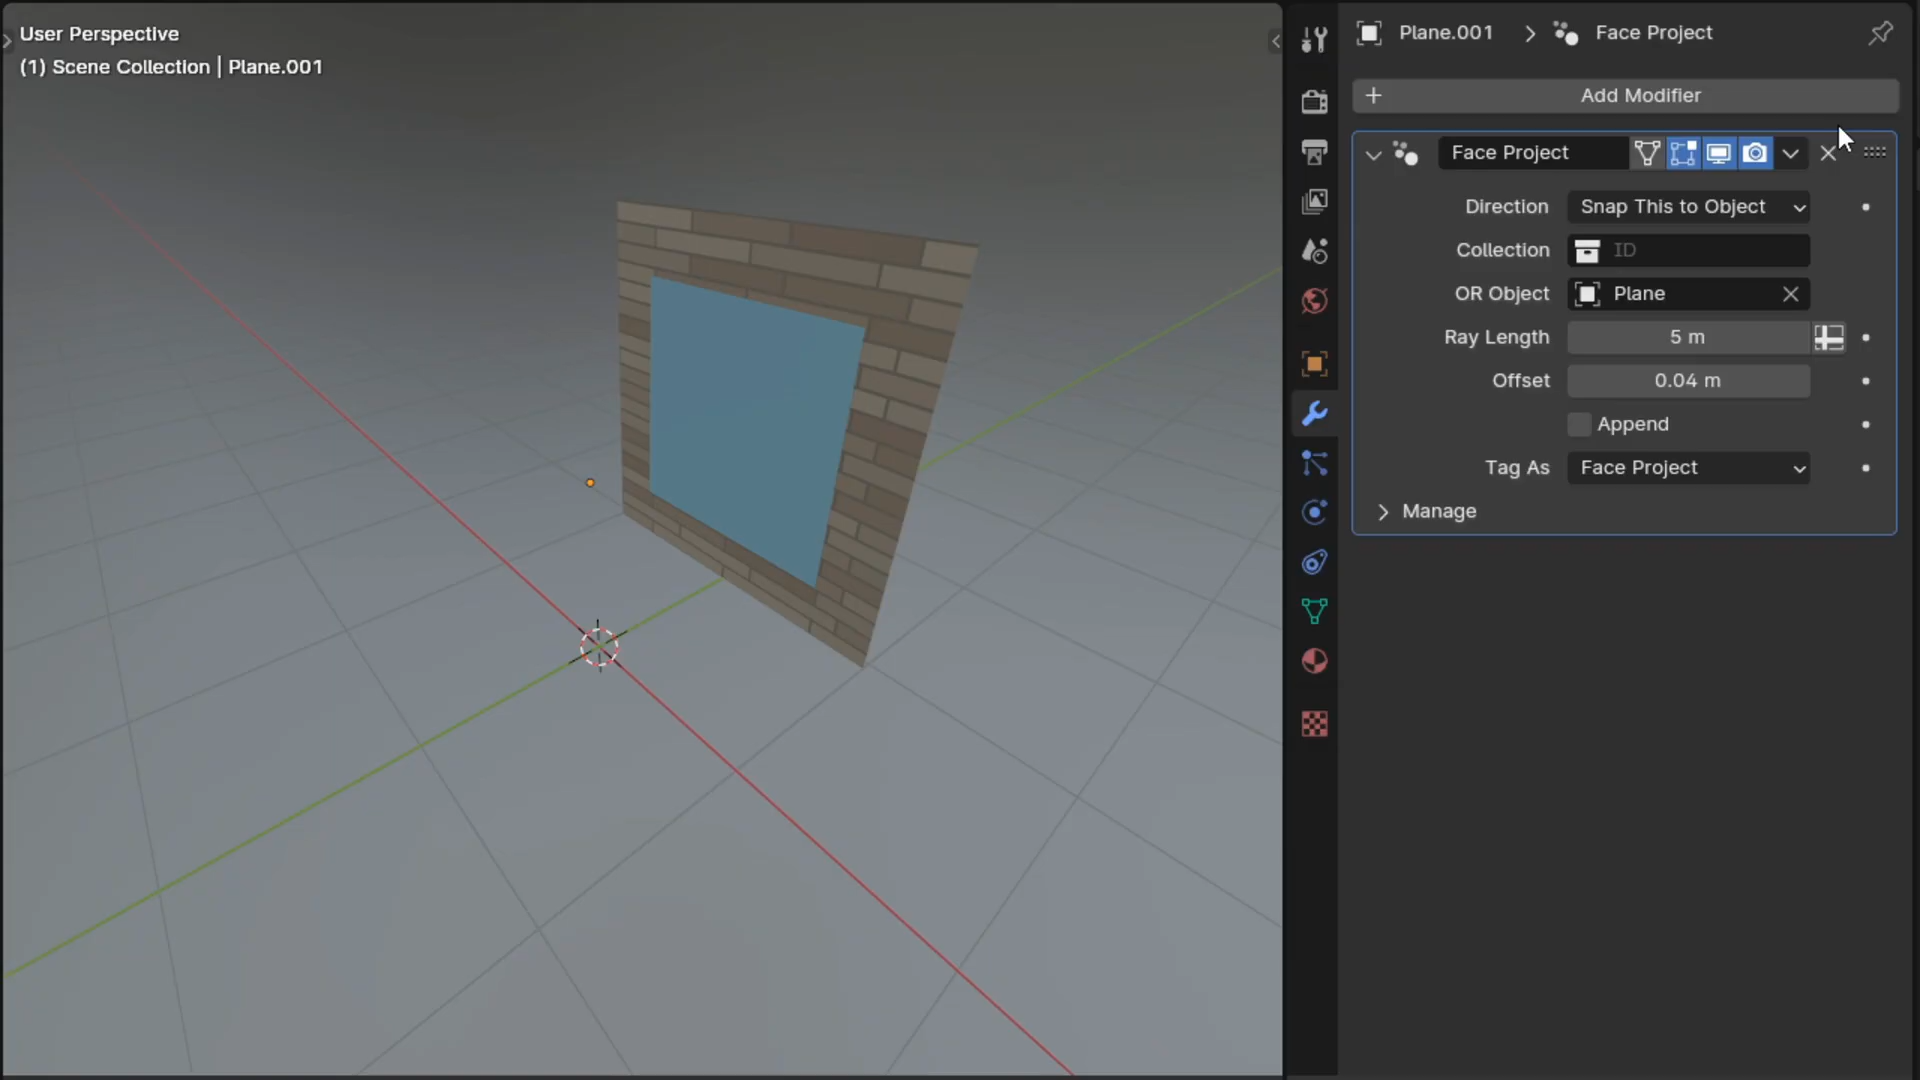 User Perspective
(1) Scene Collection | Plane.001
Plane.001
Face Project
Add Modifier
Face Project
Direction
Snap This to Object
Collection
ID
OR Object
Plane
Ray Length
5 m
Offset
0.04 m
Append
Tag As
Face Project
Manage